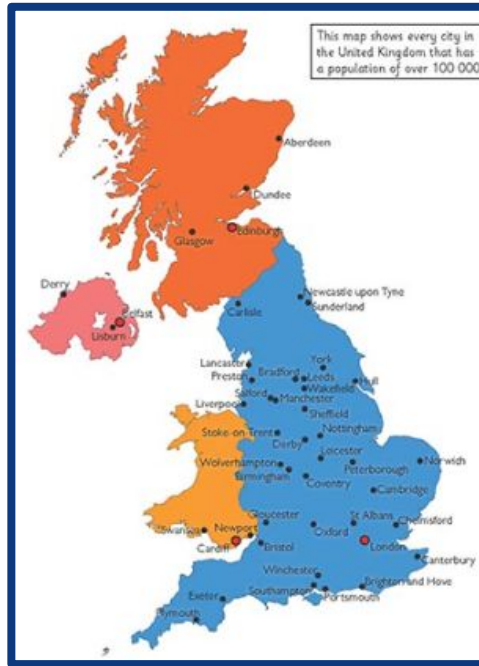 This map shows every city in
the United Kingdom that has
a population of over 100 000
Aberdeen
Dundee
Edinburgh
Glasgow
Derry
Belfast
Lisburn
Newcastle upon Tyne
Sunderland
Carlisle
Lancaster
York
Preston
Bradford
Leeds
Hull
Wakefield
Salford
Manchester
Liverpool
Sheffield
Stoke-on-Trent
Nottingham
Derby
Leicester
Norwich
Wolverhampton
Peterborough
Birmingham
Coventry
Cambridge
Gloucester
St Albans
Chelmsford
Swansea
Newport
Oxford
Cardiff
Bristol
London
Canterbury
Winchester
Southampton
Brighton and Hove
Portsmouth
Exeter
Plymouth